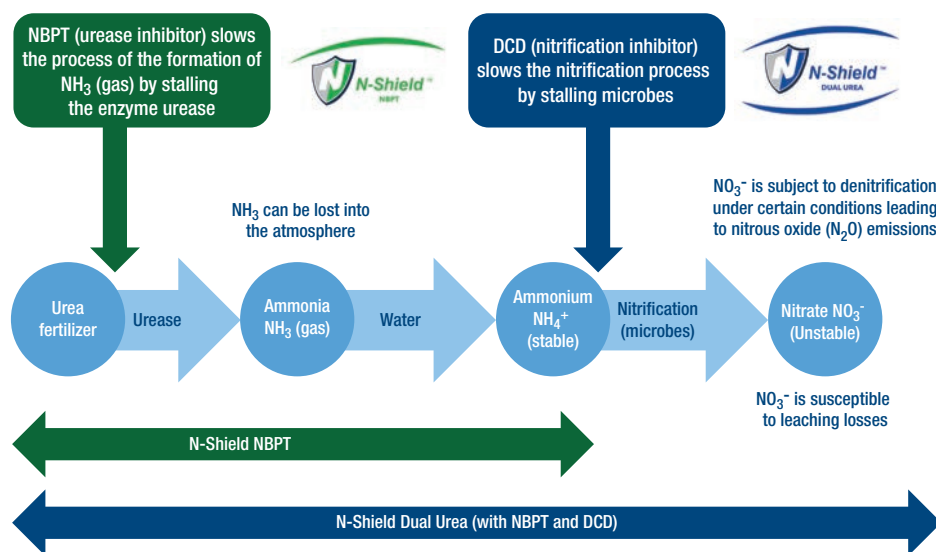 NBPT (urease inhibitor) slows
the process of the formation of
NH₃ (gas) by stalling
the enzyme urease
N-Shield™
NBPT
DCD (nitrification inhibitor)
slows the nitrification process
by stalling microbes
N-Shield™
DUAL UREA
NH₃ can be lost into
the atmosphere
NO₃⁻ is subject to denitrification
under certain conditions leading
to nitrous oxide (N₂O) emissions
Urea
fertilizer
Urease
Ammonia
NH₃ (gas)
Water
Ammonium
NH₄⁺
(stable)
Nitrification
(microbes)
Nitrate NO₃⁻
(Unstable)
NO₃⁻ is susceptible
to leaching losses
N-Shield NBPT
N-Shield Dual Urea (with NBPT and DCD)